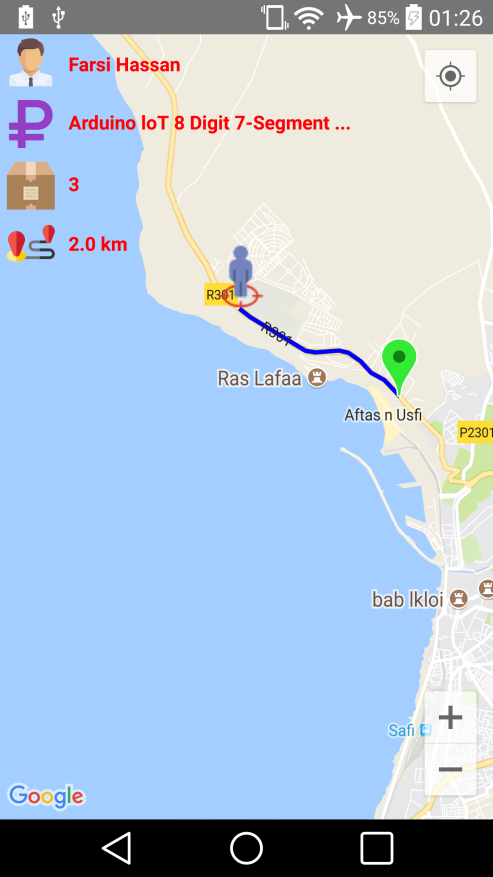 85% 01:26
Farsi Hassan
Arduino IoT 8 Digit 7-Segment ...
3
2.0 km
R301
R301
Ras Lafaa
Aftas n Usfi
P2301
bab lkloi
Safi
+
−
Google